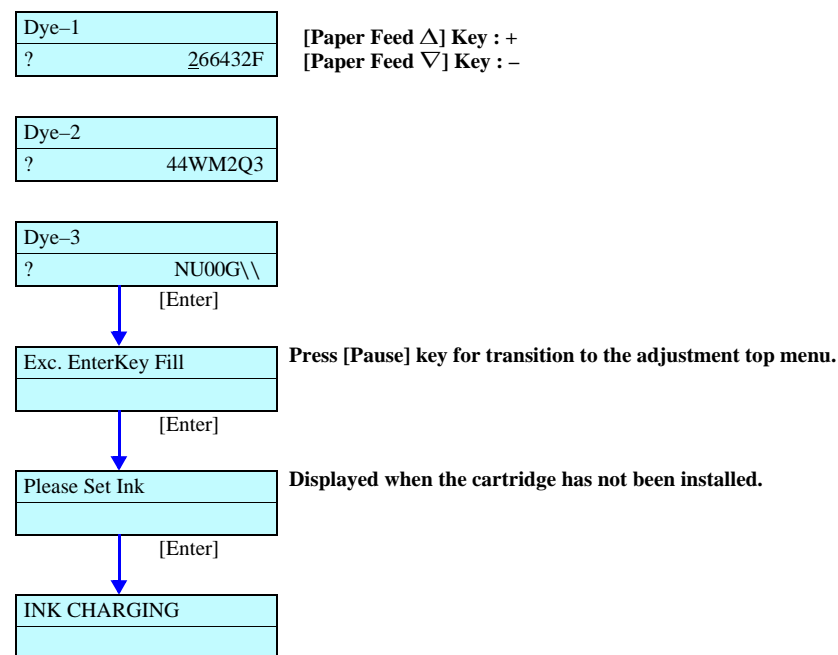 Dye–1
? 266432F
[Paper Feed △] Key : +
[Paper Feed ▽] Key : –
Dye–2
? 44WM2Q3
Dye–3
? NU00G\\
[Enter]
Exc. EnterKey Fill
Press [Pause] key for transition to the adjustment top menu.
[Enter]
Please Set Ink
Displayed when the cartridge has not been installed.
[Enter]
INK CHARGING